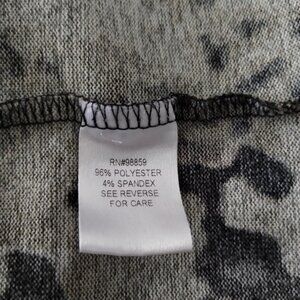 RN#98859
96% POLYESTER
4% SPANDEX
SEE REVERSE
FOR CARE